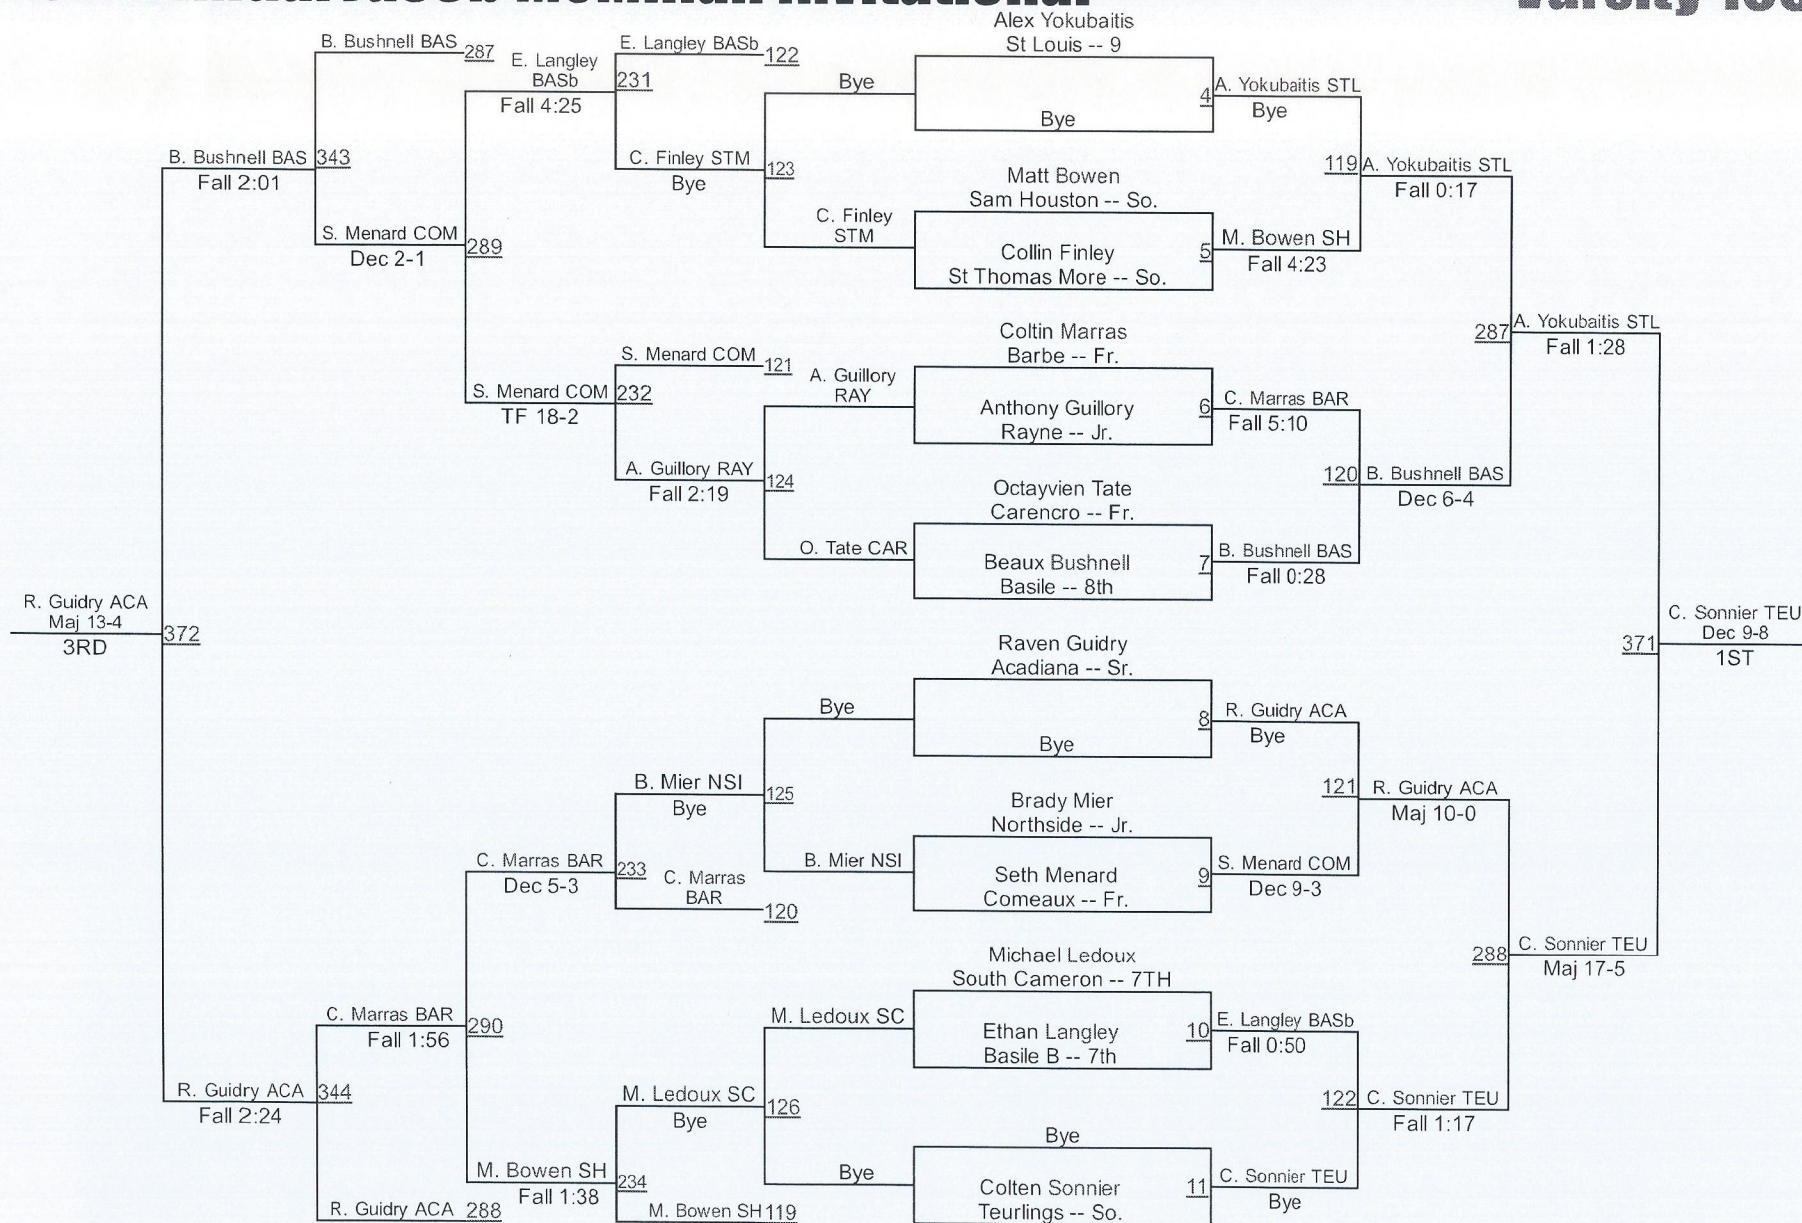 B. Bushnell BAS 287
E. Langley
BASb
Fall 4:25
E. Langley BASb 122
231
C. Finley STM
Bye
123
Bye
C. Finley
STM
B. Bushnell BAS 343
Fall 2:01
S. Menard COM
Dec 2-1
289
S. Menard COM 232
TF 18-2
S. Menard COM 121
A. Guillory
RAY
A. Guillory RAY
Fall 2:19
124
O. Tate CAR
R. Guidry ACA
Maj 13-4
3RD
372
Bye
B. Mier NSI
Bye
125
B. Mier NSI
C. Marras BAR
Dec 5-3
233
C. Marras
BAR
120
C. Marras BAR
Fall 1:56
290
R. Guidry ACA 344
Fall 2:24
M. Ledoux SC
M. Ledoux SC
Bye
126
Bye
M. Bowen SH
Fall 1:38
234
M. Bowen SH 119
R. Guidry ACA 288
Alex Yokubaitis
St Louis -- 9
Bye
4
A. Yokubaitis STL
Bye
Matt Bowen
Sam Houston -- So.
Collin Finley
St Thomas More -- So.
5
M. Bowen SH
Fall 4:23
119
A. Yokubaitis STL
Fall 0:17
Coltin Marras
Barbe -- Fr.
Anthony Guillory
Rayne -- Jr.
6
C. Marras BAR
Fall 5:10
Octayvien Tate
Carencro -- Fr.
Beaux Bushnell
Basile -- 8th
7
B. Bushnell BAS
Fall 0:28
120
B. Bushnell BAS
Dec 6-4
287
A. Yokubaitis STL
Fall 1:28
Raven Guidry
Acadiana -- Sr.
Bye
8
R. Guidry ACA
Bye
Brady Mier
Northside -- Jr.
Seth Menard
Comeaux -- Fr.
9
S. Menard COM
Dec 9-3
121
R. Guidry ACA
Maj 10-0
Michael Ledoux
South Cameron -- 7TH
Ethan Langley
Basile B -- 7th
10
E. Langley BASb
Fall 0:50
Bye
Colten Sonnier
Teurlings -- So.
11
C. Sonnier TEU
Bye
122
C. Sonnier TEU
Fall 1:17
288
C. Sonnier TEU
Maj 17-5
371
C. Sonnier TEU
Dec 9-8
1ST